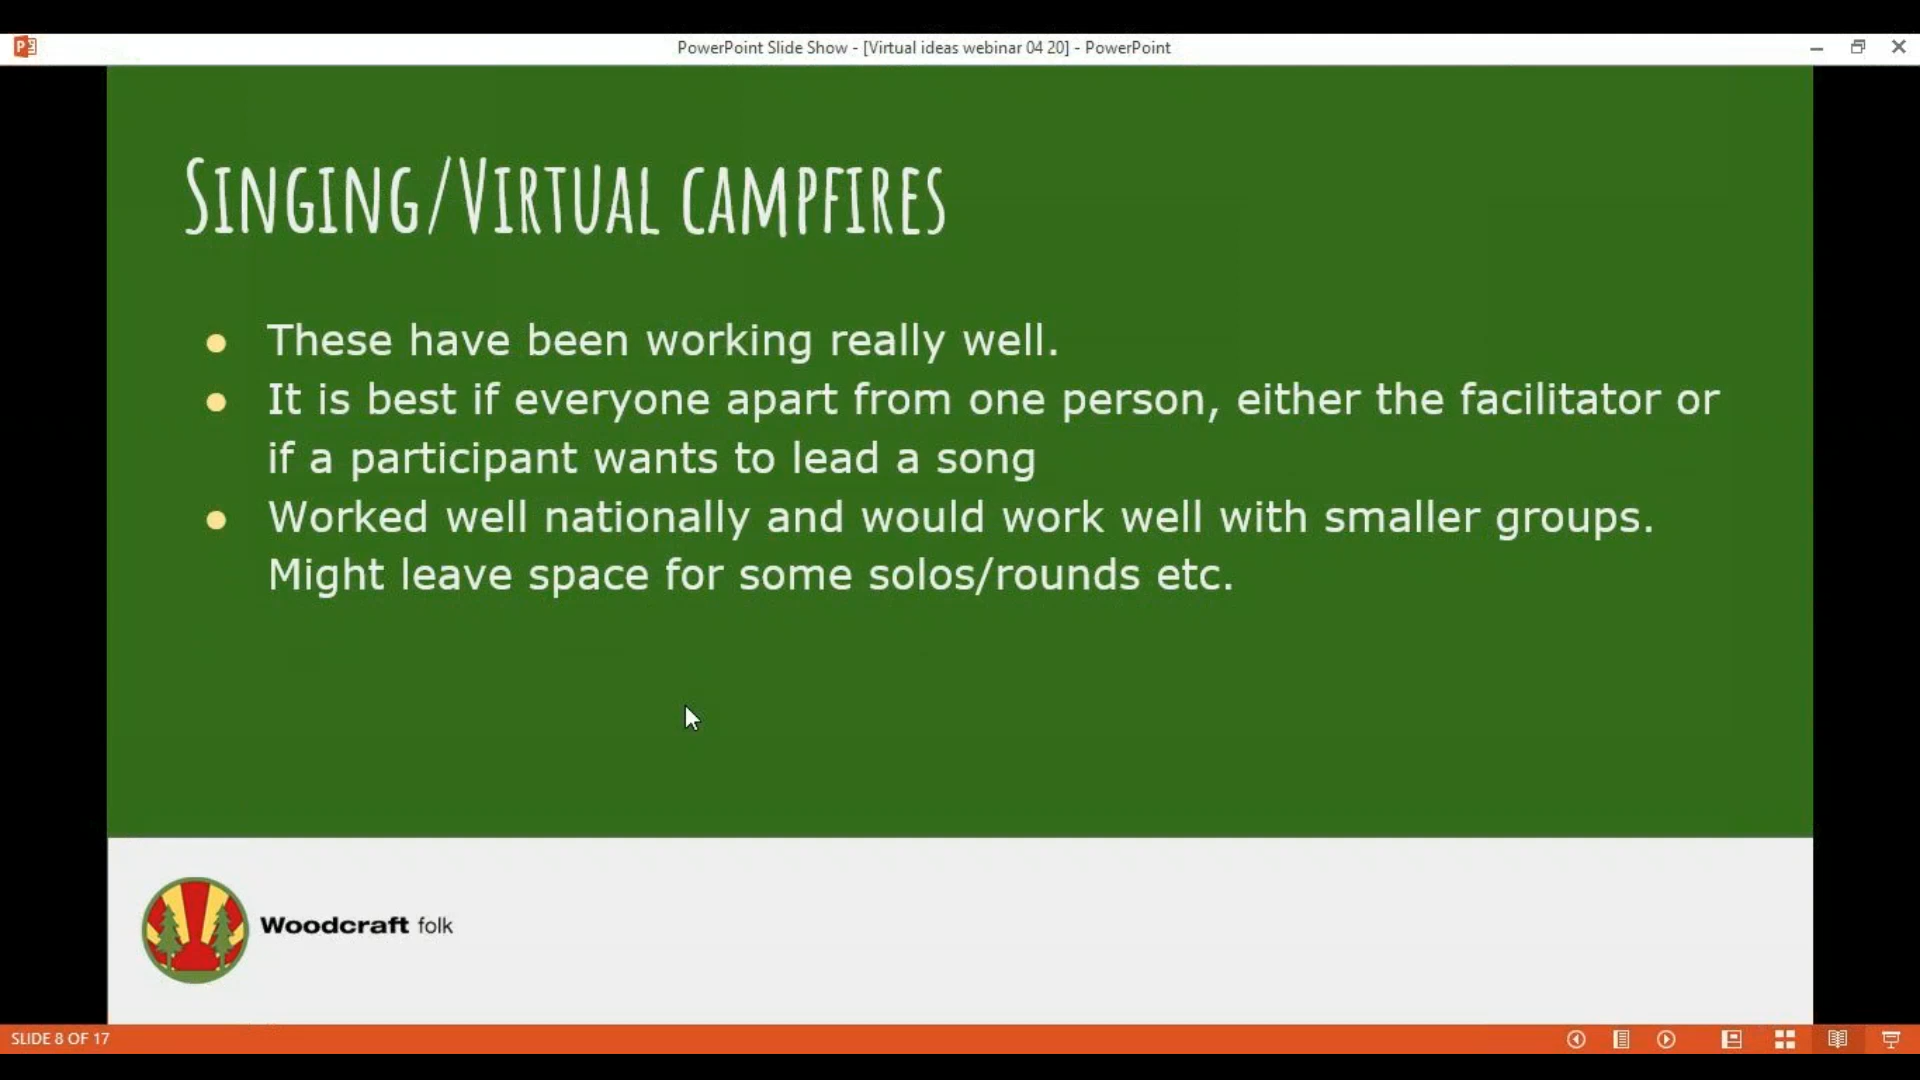 PowerPoint Slide Show - [Virtual ideas webinar 04 20] - PowerPoint
Singing/Virtual campfires
These have been working really well.
It is best if everyone apart from one person, either the facilitator or
if a participant wants to lead a song
Worked well nationally and would work well with smaller groups.
Might leave space for some solos/rounds etc.
Woodcraft folk
SLIDE 8 OF 17